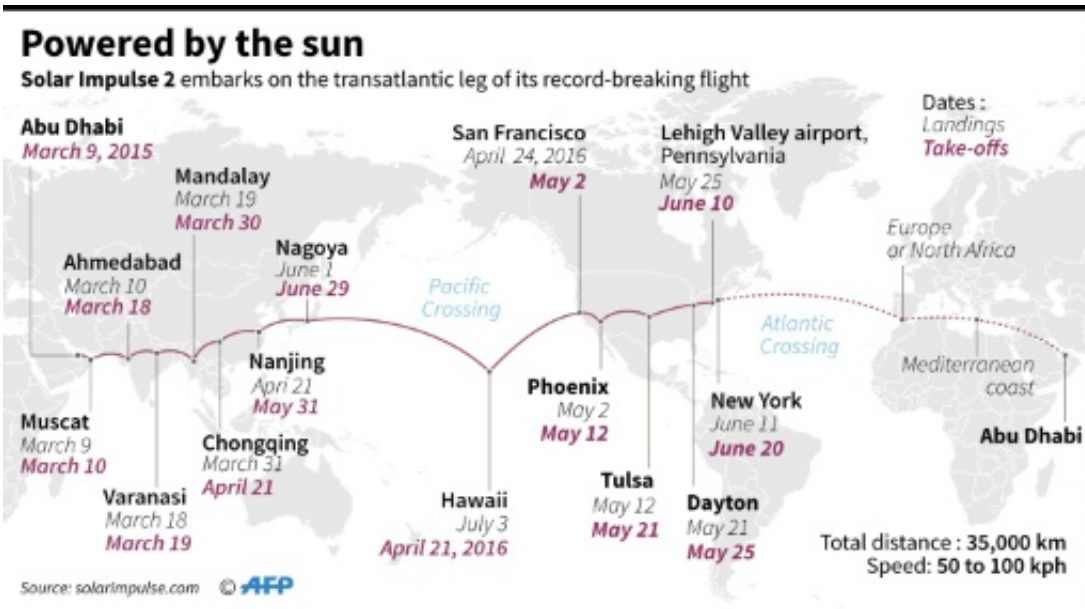 Powered by the sun
Solar Impulse 2 embarks on the transatlantic leg of its record-breaking flight
Dates :
Landings
Take-offs
Abu Dhabi
March 9, 2015
Mandalay
March 19
March 30
San Francisco
April 24, 2016
May 2
Lehigh Valley airport,
Pennsylvania
May 25
June 10
Ahmedabad
March 10
March 18
Nagoya
June 1
June 29
Pacific
Crossing
Europe
or North Africa
Atlantic
Crossing
Mediterranean
coast
Abu Dhabi
Muscat
March 9
March 10
Nanjing
Apri 21
May 31
Chongqing
March 31
April 21
Varanasi
March 18
March 19
Hawaii
July 3
April 21, 2016
Phoenix
May 2
May 12
Tulsa
May 12
May 21
New York
June 11
June 20
Dayton
May 21
May 25
Total distance : 35,000 km
Speed: 50 to 100 kph
Source: solarimpulse.com © AFP